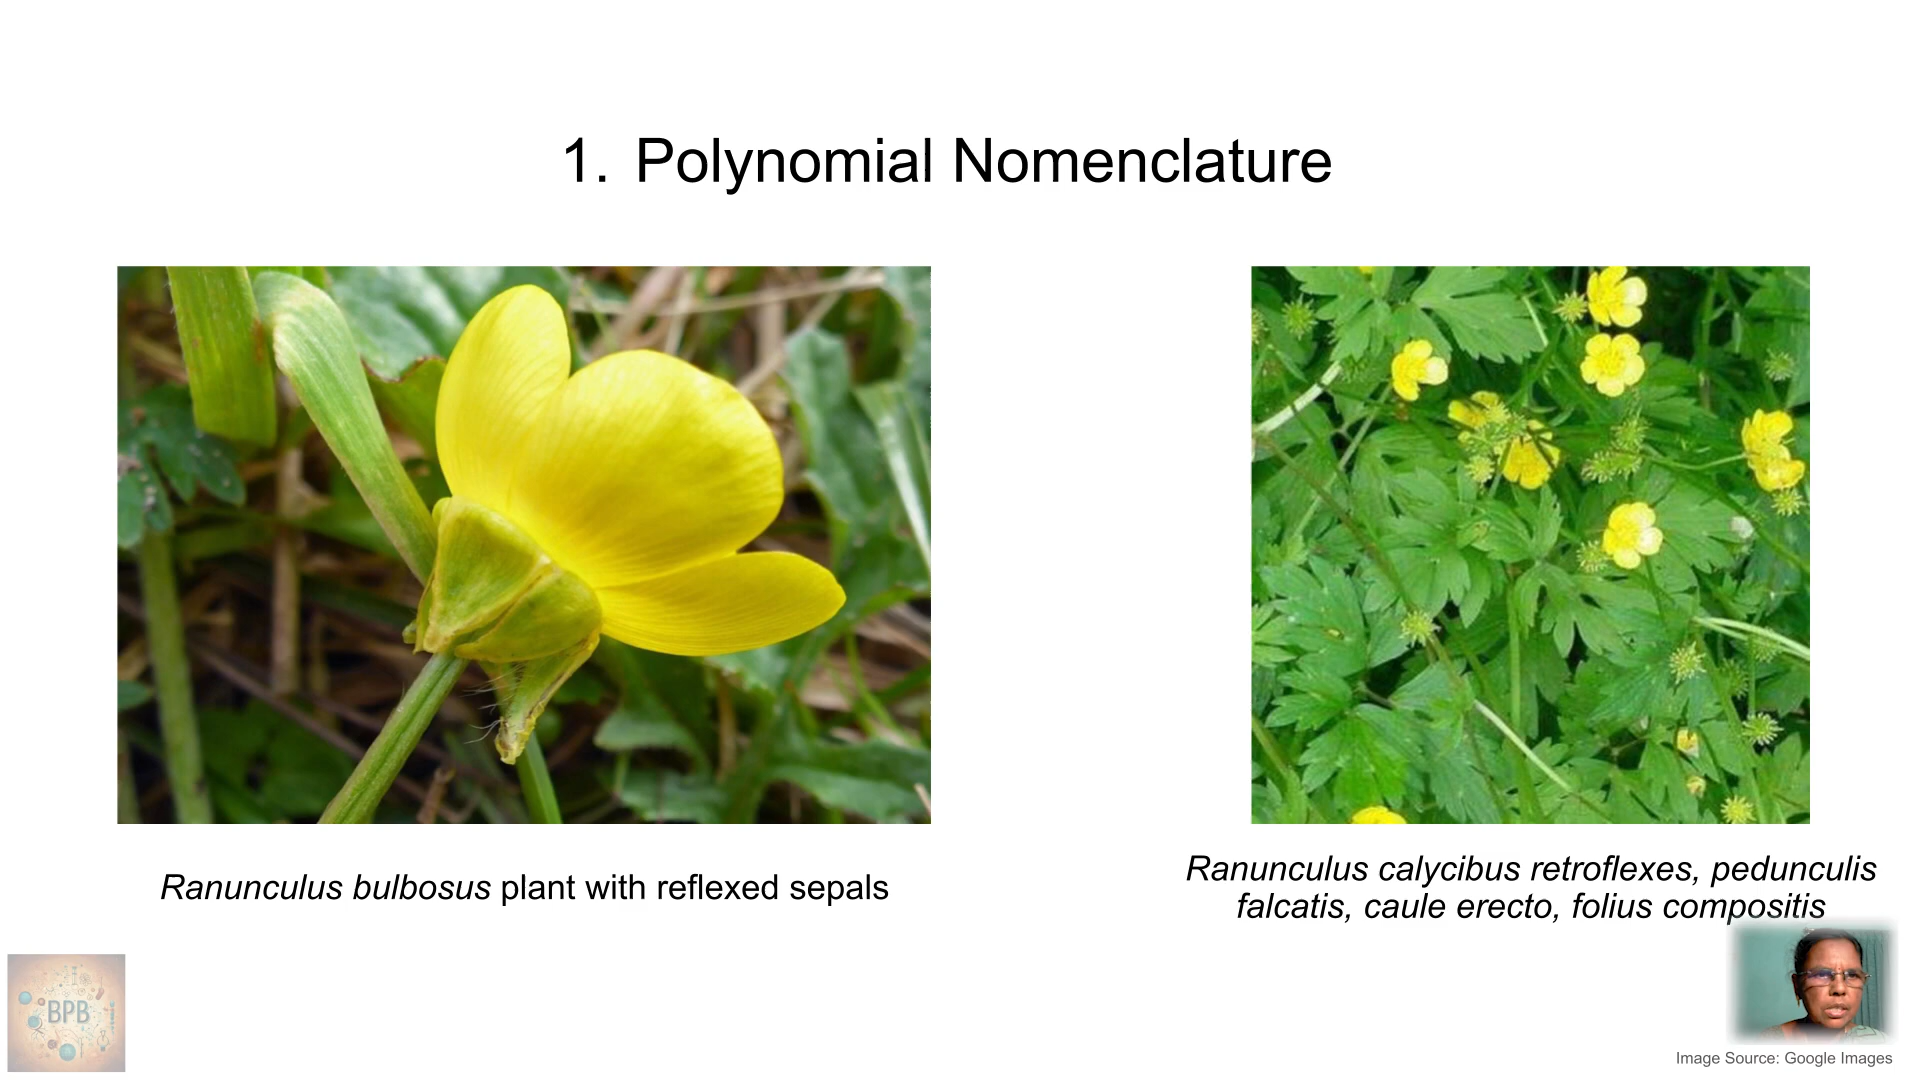 1. Polynomial Nomenclature
Ranunculus bulbosus plant with reflexed sepals
Ranunculus calycibus retroflexes, pedunculis
falcatis, caule erecto, folius compositis
BPB
Image Source: Google Images